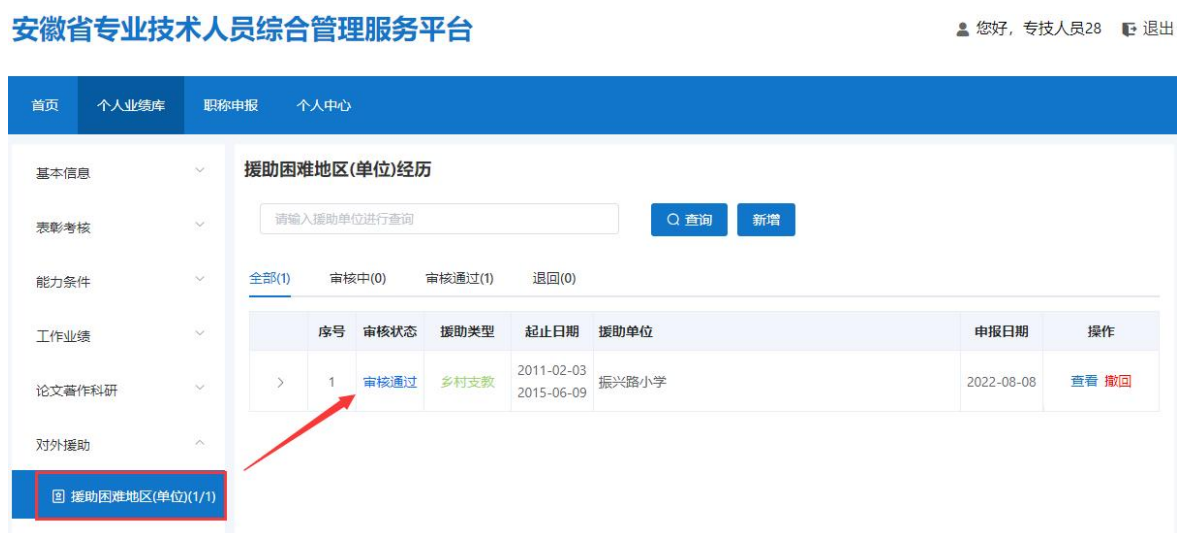 安徽省专业技术人员综合管理服务平台
您好，专技人员28 退出
首页 个人业绩库 职称申报 个人中心
基本信息
表彰考核
能力条件
工作业绩
论文著作科研
对外援助
援助困难地区(单位)(1/1)
援助困难地区(单位)经历
请输入援助单位进行查询 查询 新增
全部(1) 审核中(0) 审核通过(1) 退回(0)
序号 审核状态 援助类型 起止日期 援助单位 申报日期 操作
1 审核通过 乡村支教 2011-02-03 振兴路小学 2022-08-08 查看 撤回
2015-06-09